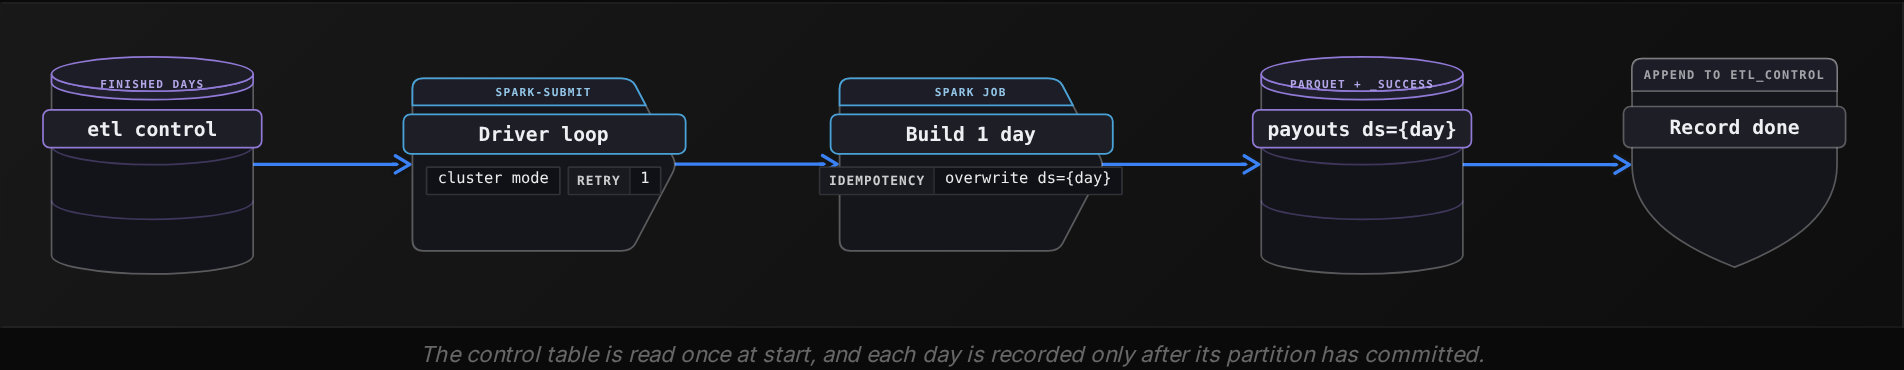 FINISHED DAYS
etl control
SPARK-SUBMIT
Driver loop
cluster mode
RETRY 1
SPARK JOB
Build 1 day
IDEMPOTENCY overwrite ds={day}
PARQUET + _SUCCESS
payouts ds={day}
APPEND TO ETL_CONTROL
Record done
The control table is read once at start, and each day is recorded only after its partition has committed.